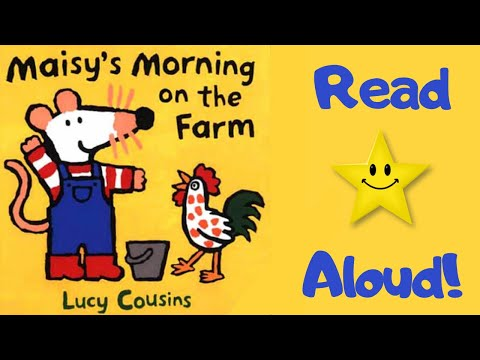 Maisy's Morning
on the
Farm
Lucy Cousins
Read
Aloud!